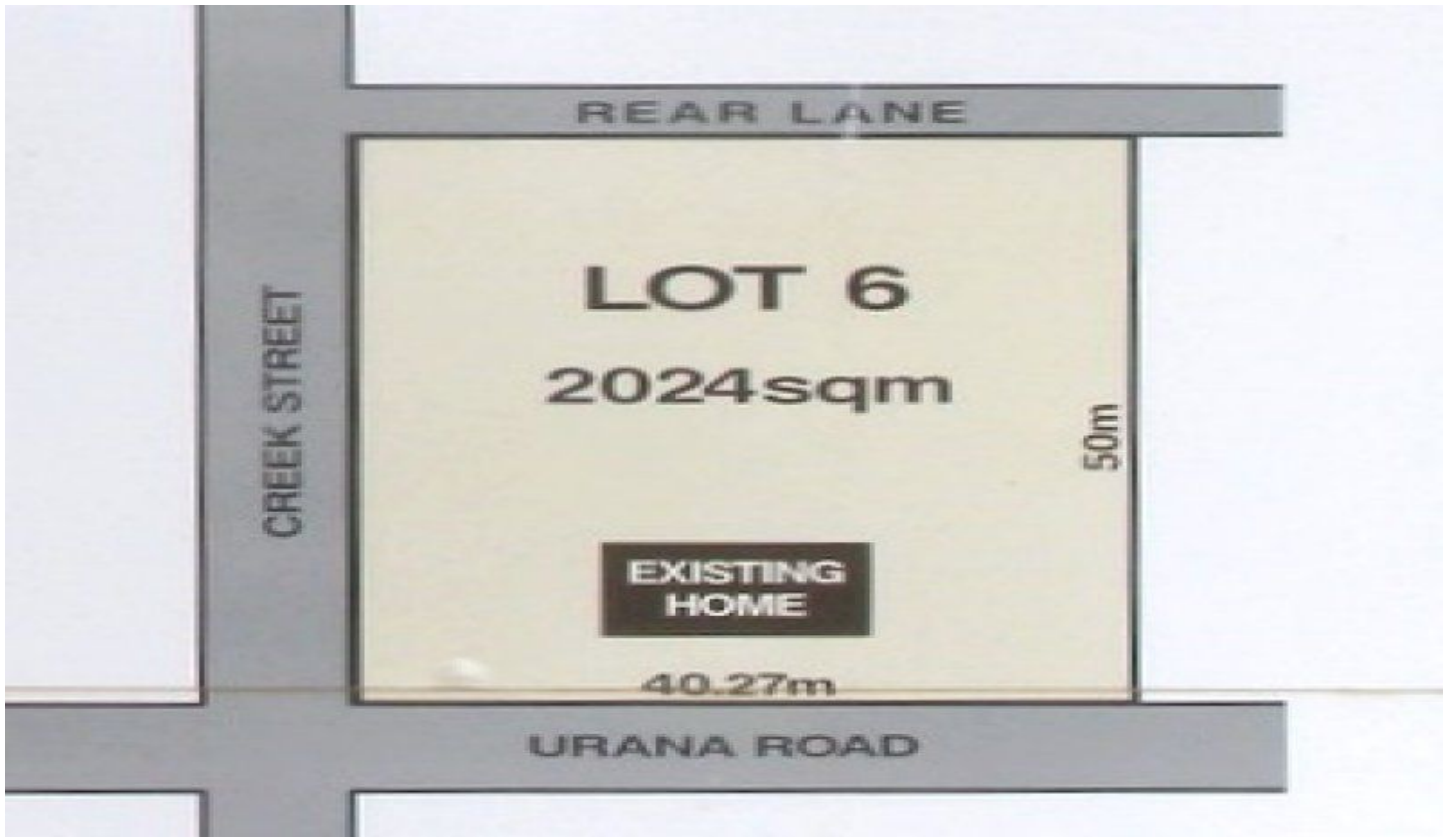 REAR LANE
LOT 6
2024sqm
CREEK STREET
50m
EXISTING
HOME
40.27m
URANA ROAD